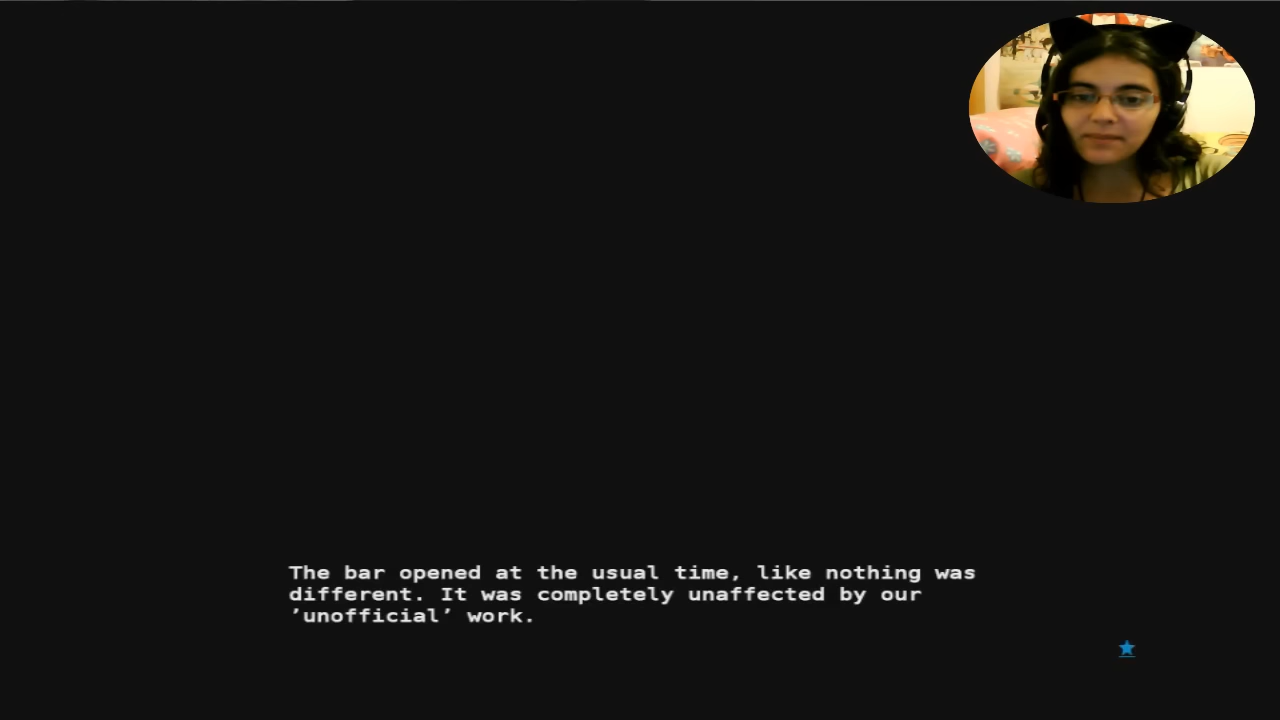 The bar opened at the usual time, like nothing was
different. It was completely unaffected by our
’unofficial’ work.